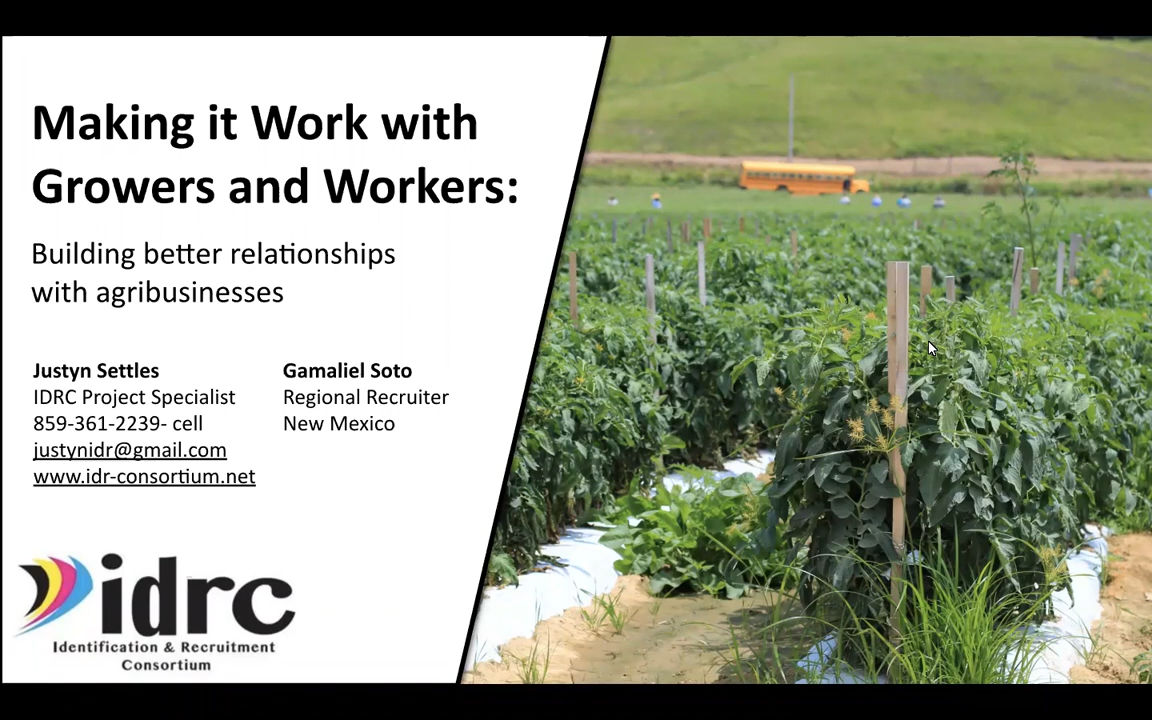 Making it Work with
Growers and Workers:
Building better relationships
with agribusinesses
Justyn Settles
IDRC Project Specialist
859-361-2239- cell
justynidr@gmail.com
www.idr-consortium.net
Gamaliel Soto
Regional Recruiter
New Mexico
idrc
Identification & Recruitment
Consortium